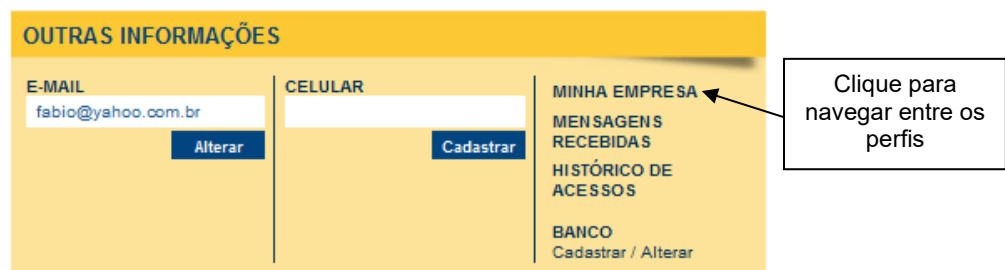 OUTRAS INFORMAÇÕES
E-MAIL
fabio@yahoo.com.br
Alterar
CELULAR
Cadastrar
MINHA EMPRESA
MENSAGENS
RECEBIDAS
HISTÓRICO DE
ACESSOS
BANCO
Cadastrar / Alterar
Clique para
navegar entre os
perfis